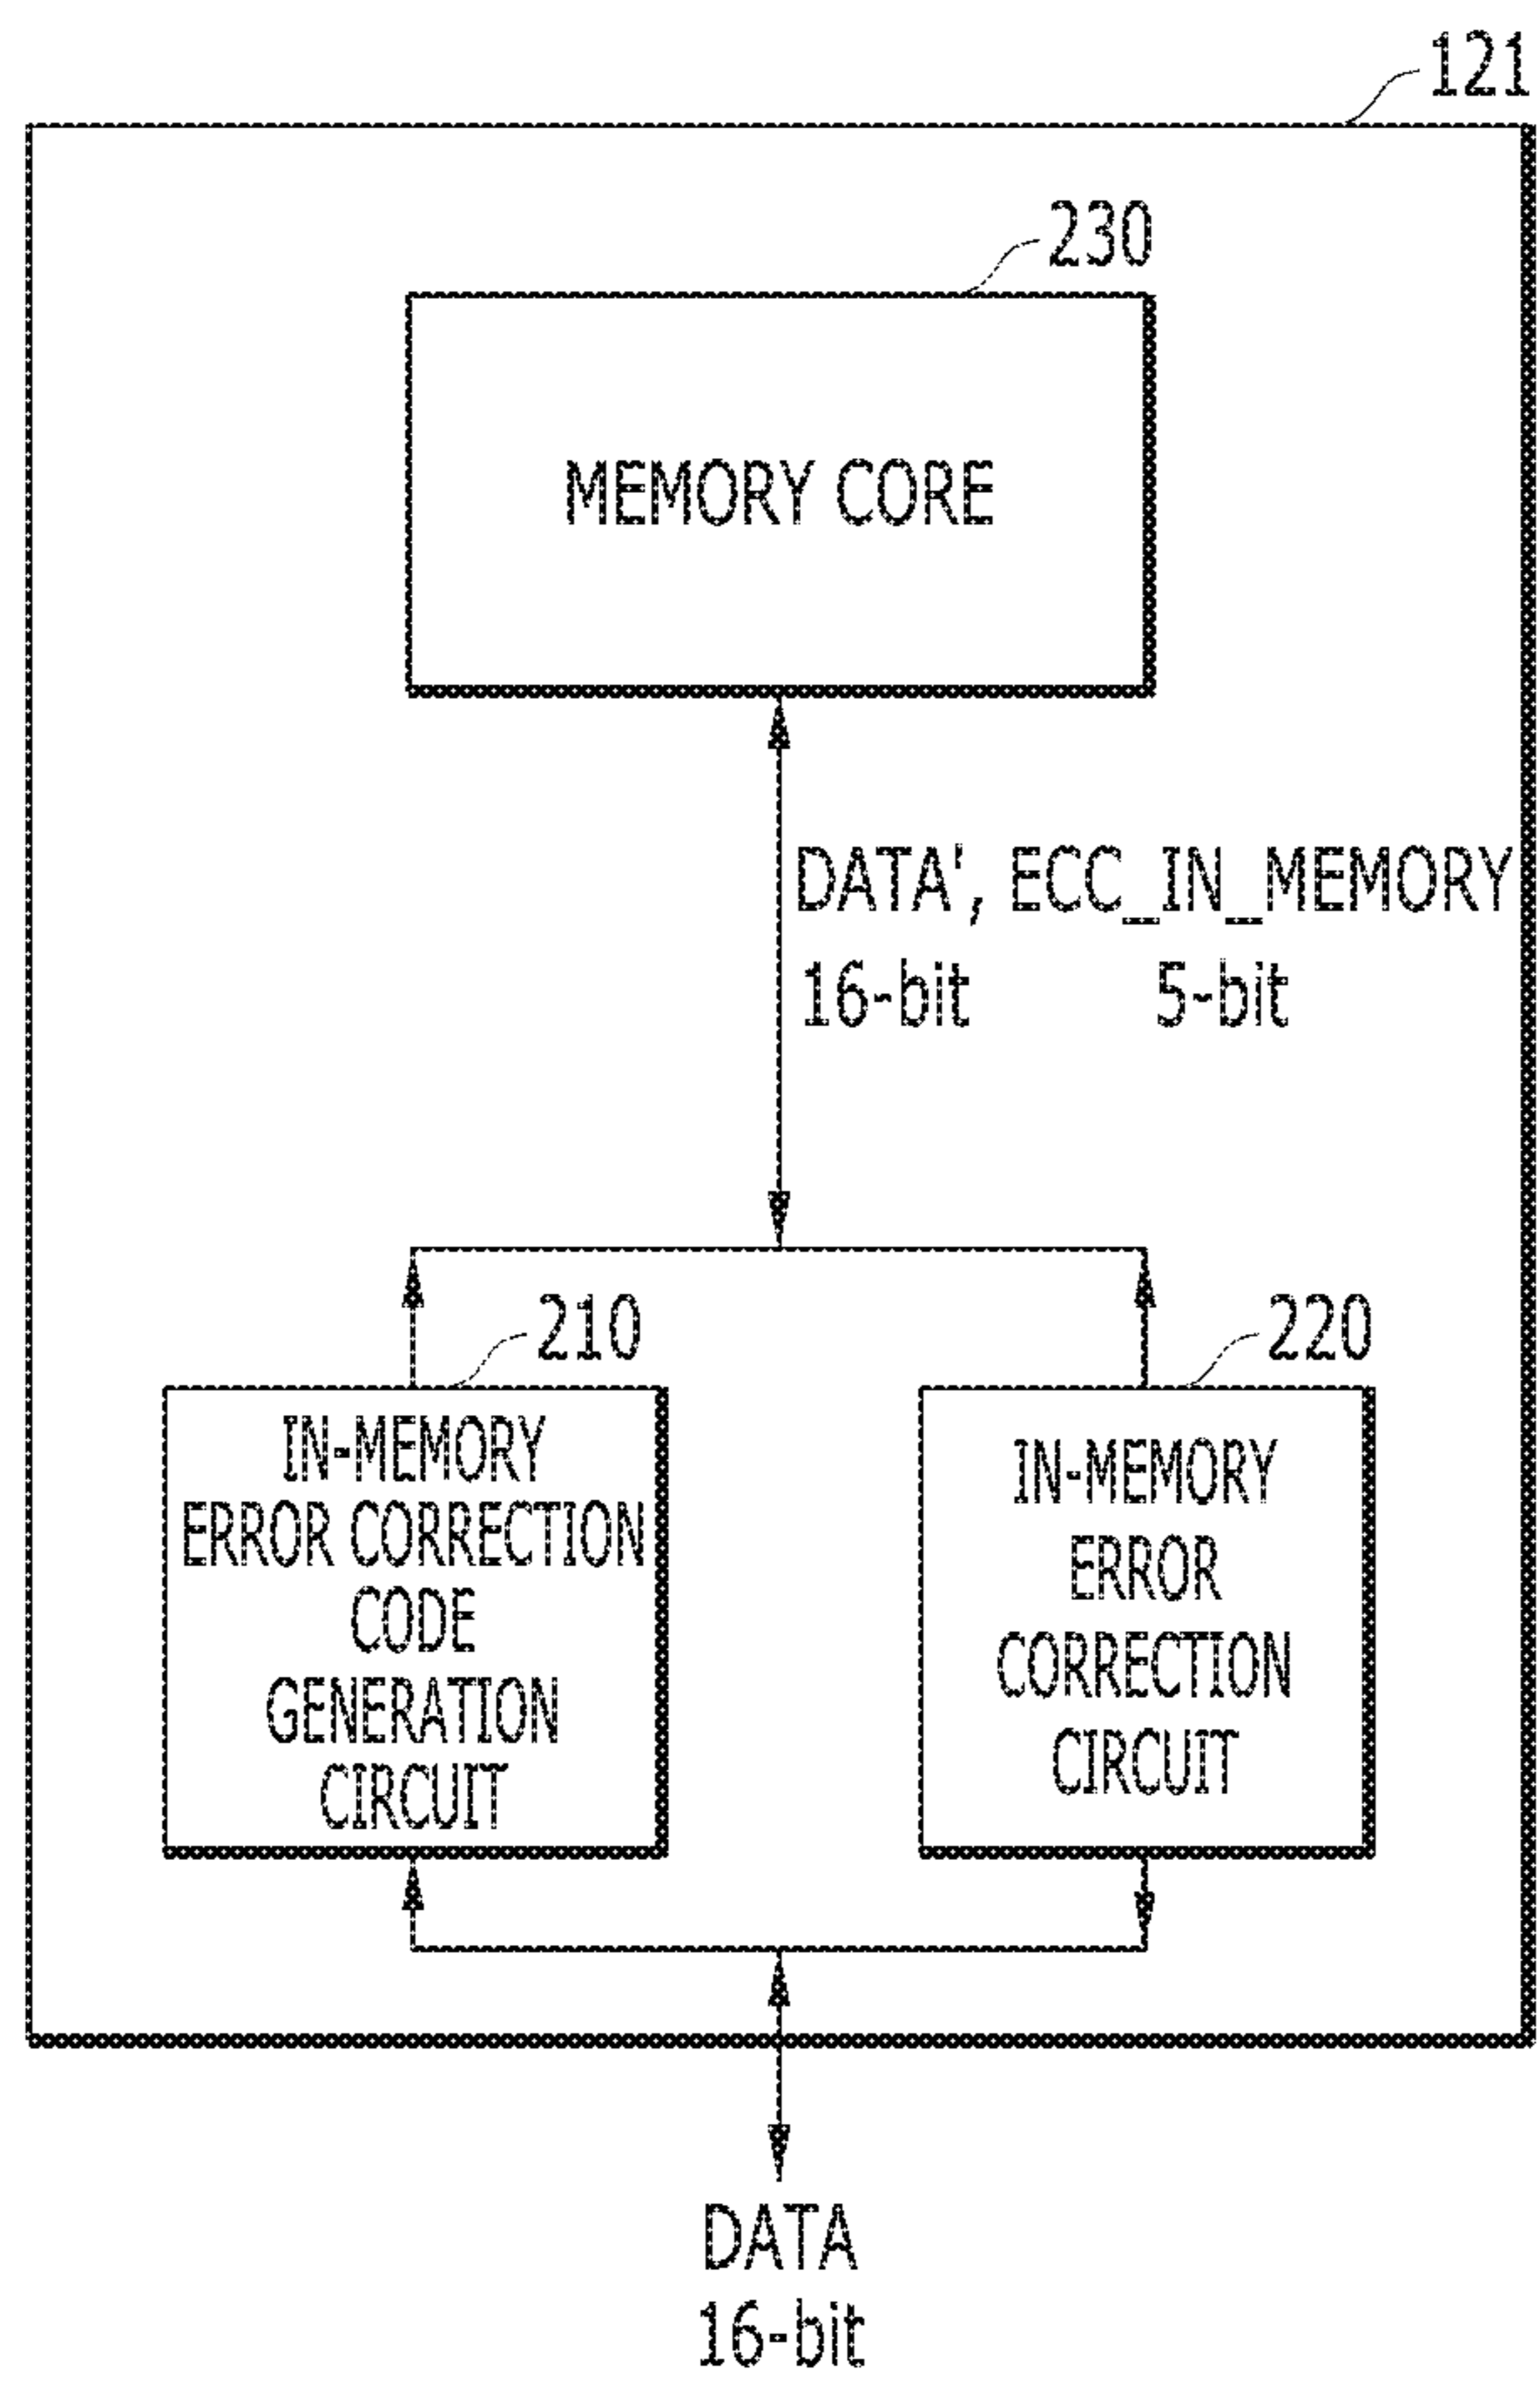 121
230
MEMORY CORE
DATA', ECC_IN_MEMORY
16-bit 5-bit
210
220
IN-MEMORY
ERROR CORRECTION
CODE
GENERATION
CIRCUIT
IN-MEMORY
ERROR
CORRECTION
CIRCUIT
DATA
16-bit